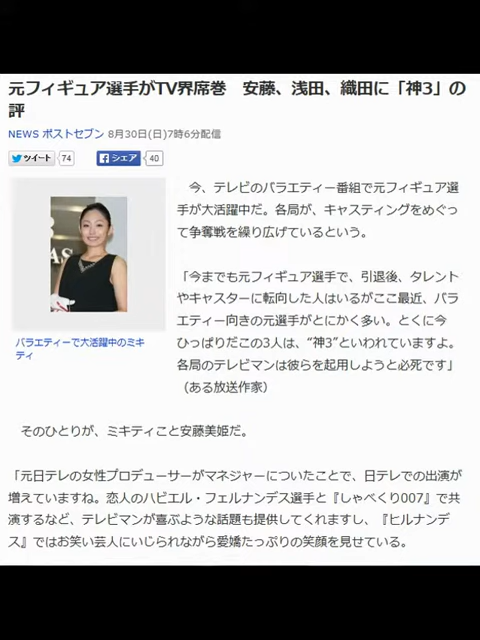 元フィギュア選手がTV界席巻　安藤、浅田、織田に「神3」の
評
NEWS ポストセブン 8月30日(日)7時6分配信
ツイート 74 シェア 40
今、テレビのバラエティー番組で元フィギュア選
手が大活躍中だ。各局が、キャスティングをめぐっ
て争奪戦を繰り広げているという。
「今までも元フィギュア選手で、引退後、タレント
やキャスターに転向した人はいるがここ最近、バラ
エティー向きの元選手がとにかく多い。とくに今
ひっぱりだこの3人は、“神3”といわれていますよ。
各局のテレビマンは彼らを起用しようと必死です」
（ある放送作家）
バラエティーで大活躍中のミキ
ティ
そのひとりが、ミキティこと安藤美姫だ。
「元日テレの女性プロデューサーがマネジャーについたことで、日テレでの出演が
増えていますね。恋人のハビエル・フェルナンデス選手と『しゃべくり007』で共
演するなど、テレビマンが喜ぶような話題も提供してくれますし、『ヒルナンデ
ス』ではお笑い芸人にいじられながら愛嬌たっぷりの笑顔を見せている。